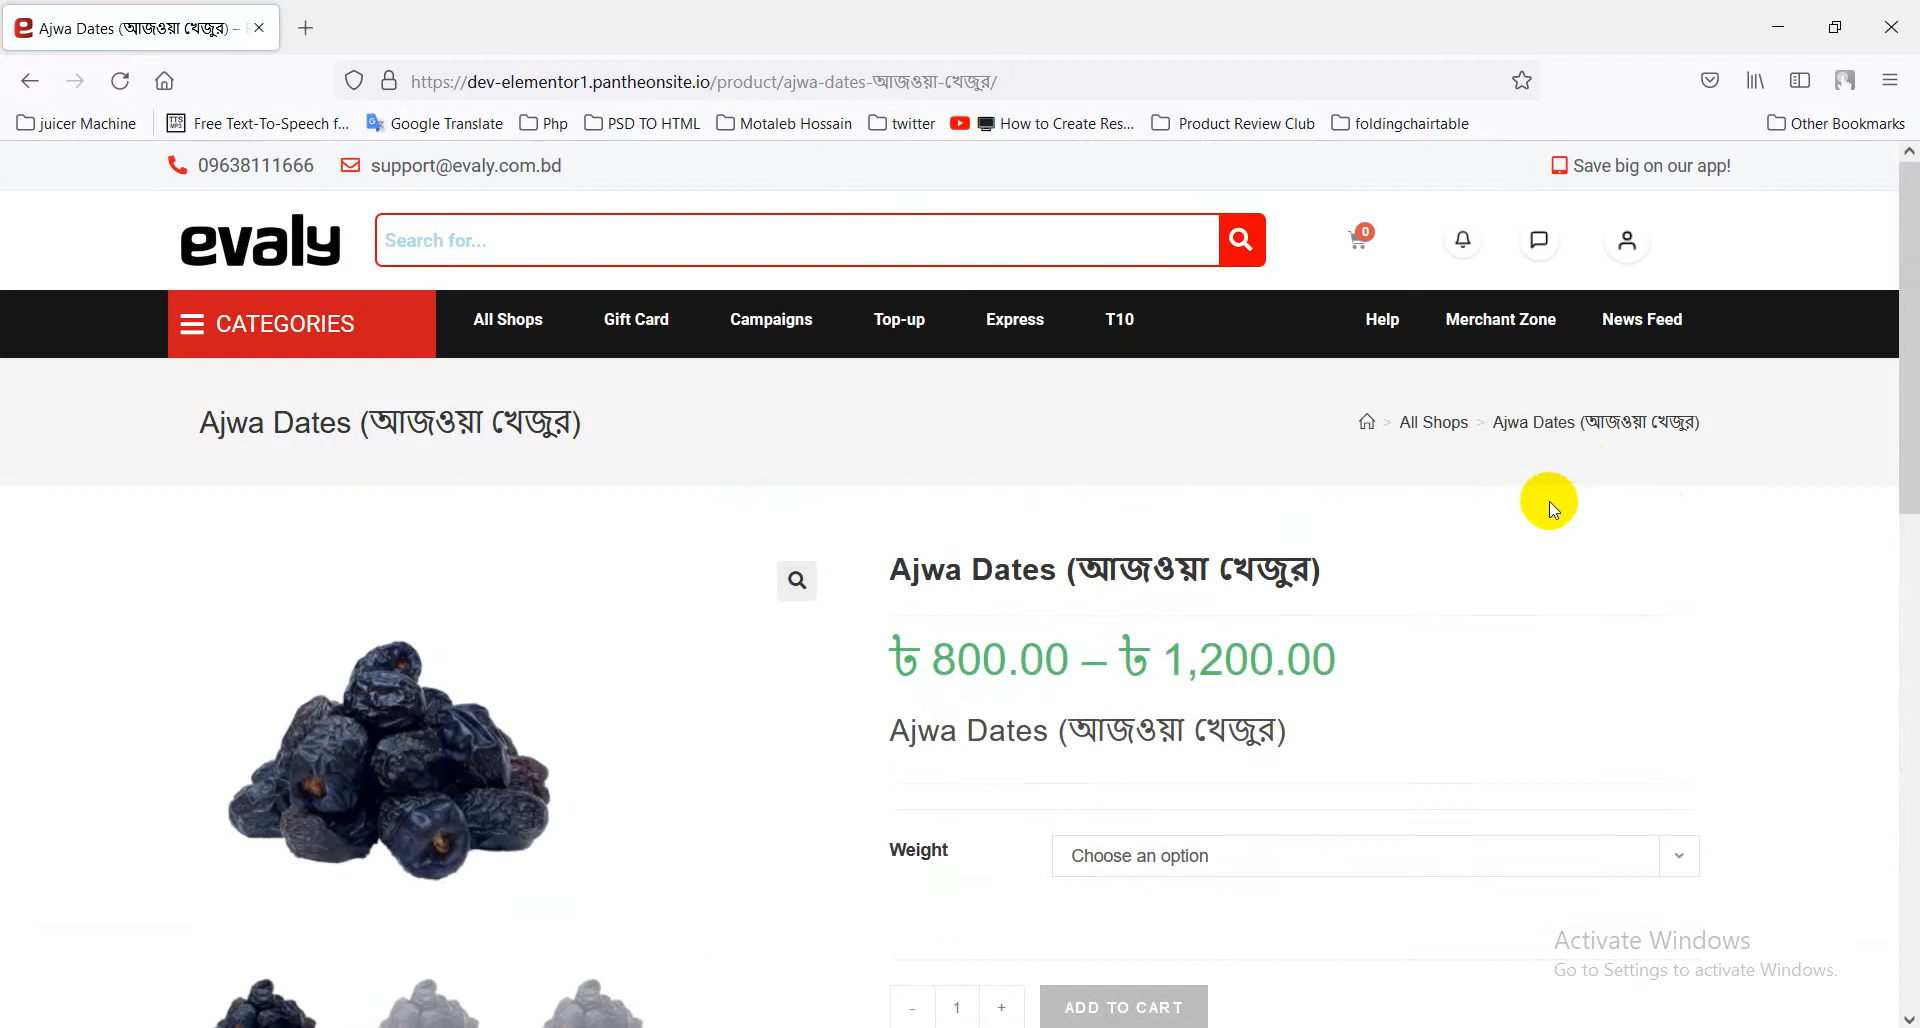 Ajwa Dates (আজওয়া খেজুর) –
https://dev-elementor1.pantheonsite.io/product/ajwa-dates-আজওয়া-খেজুর/
juicer Machine
Free Text-To-Speech f...
Google Translate
Php
PSD TO HTML
Motaleb Hossain
twitter
How to Create Res...
Product Review Club
foldingchairtable
Other Bookmarks
09638111666
support@evaly.com.bd
Save big on our app!
evaly
Search for...
0
CATEGORIES
All Shops
Gift Card
Campaigns
Top-up
Express
T10
Help
Merchant Zone
News Feed
Ajwa Dates (আজওয়া খেজুর)
> All Shops > Ajwa Dates (আজওয়া খেজুর)
Ajwa Dates (আজওয়া খেজুর)
৳ 800.00 – ৳ 1,200.00
Ajwa Dates (আজওয়া খেজুর)
Weight
Choose an option
Activate Windows
Go to Settings to activate Windows.
- 1 +
ADD TO CART